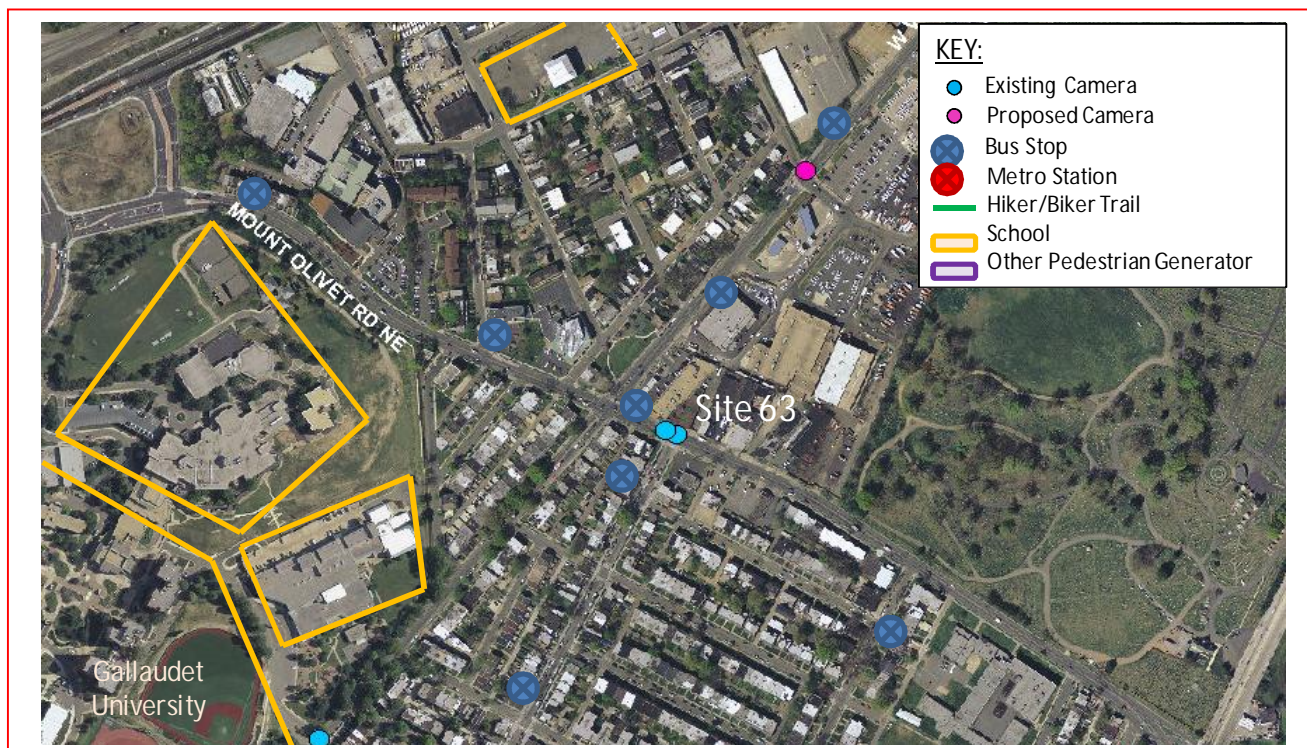 W
KEY:
Existing Camera
Proposed Camera
Bus Stop
Metro Station
Hiker/Biker Trail
School
Other Pedestrian Generator
MOUNT OLIVET RD NE
Site 63
Gallaudet
University